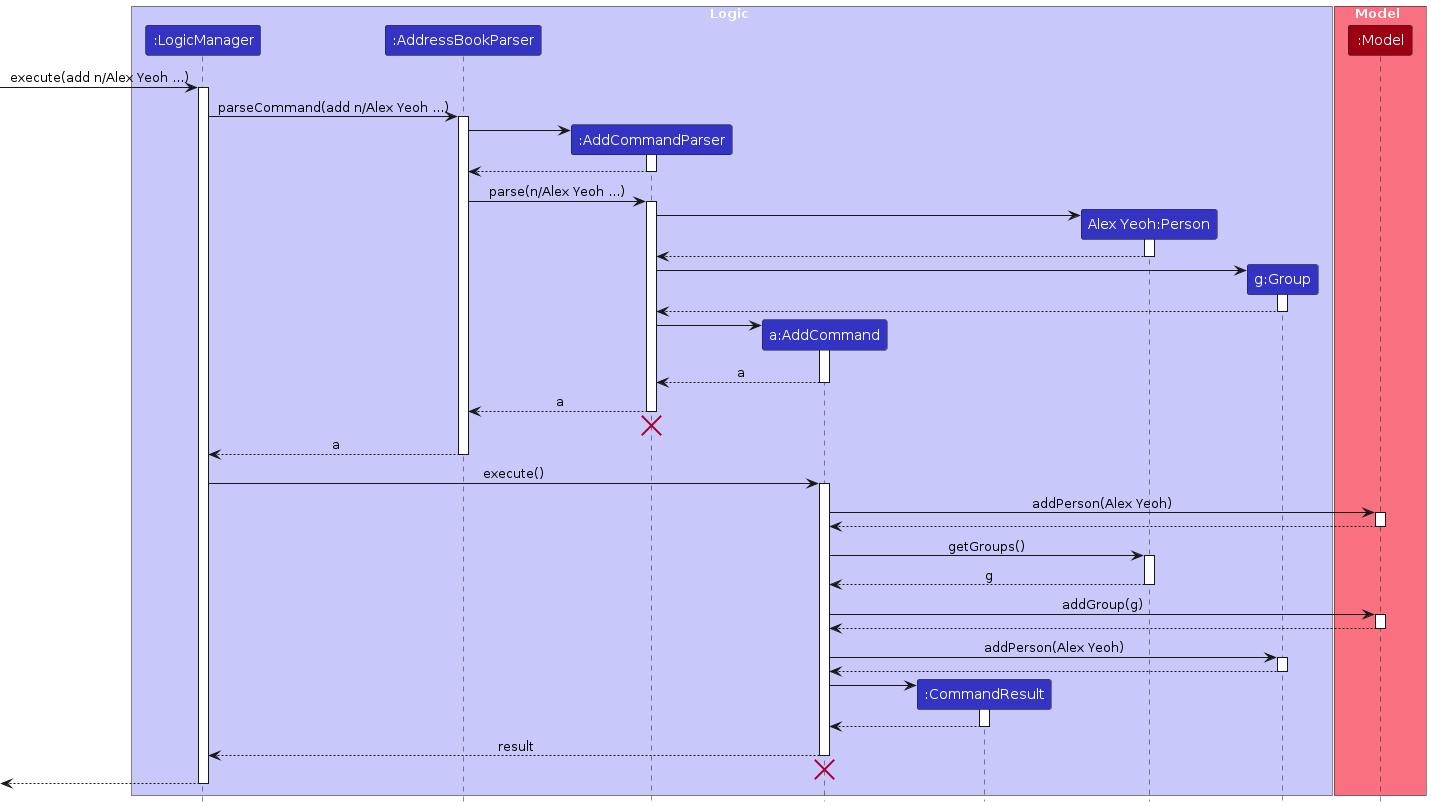 Logic
Model
:LogicManager
:AddressBookParser
:Model
execute(add n/Alex Yeoh ...)
parseCommand(add n/Alex Yeoh ...)
:AddCommandParser
parse(n/Alex Yeoh ...)
Alex Yeoh:Person
g:Group
a:AddCommand
a
a
a
execute()
addPerson(Alex Yeoh)
getGroups()
g
addGroup(g)
addPerson(Alex Yeoh)
:CommandResult
result